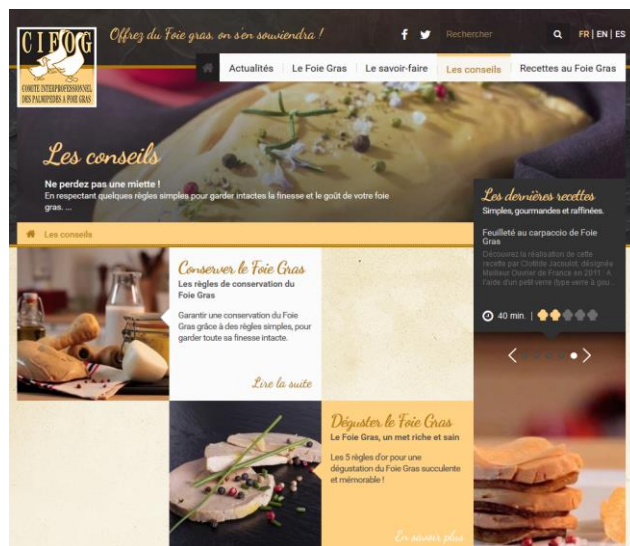 CIFOG
COMITE INTERPROFESSIONNEL
DES PALMIPEDES A FOIE GRAS
Offrez du Foie gras, on s'en souviendra !
Rechercher
FR | EN | ES
Actualités
Le Foie Gras
Le savoir-faire
Les conseils
Recettes au Foie Gras
Les conseils
Ne perdez pas une miette !
En respectant quelques règles simples pour garder intactes la finesse et le goût de votre foie
gras. ...
Les conseils
Les dernières recettes
Simples, gourmandes et raffinées.
Feuilleté au carpaccio de Foie
Gras
Découvrez la réalisation de cette
recette par Clotilde Jacoulot, désignée
Meilleur Ouvrier de France en 2011. A
l'aide d'un petit verre (type verre à gou...
40 min. |
Conserver le Foie Gras
Les règles de conservation du
Foie Gras
Garantir une conservation du Foie
Gras grâce à des règles simples, pour
garder toute sa finesse intacte.
Lire la suite
Déguster le Foie Gras
Le Foie Gras, un met riche et sain
Les 5 règles d'or pour une
dégustation du Foie Gras succulente
et mémorable !
En savoir plus